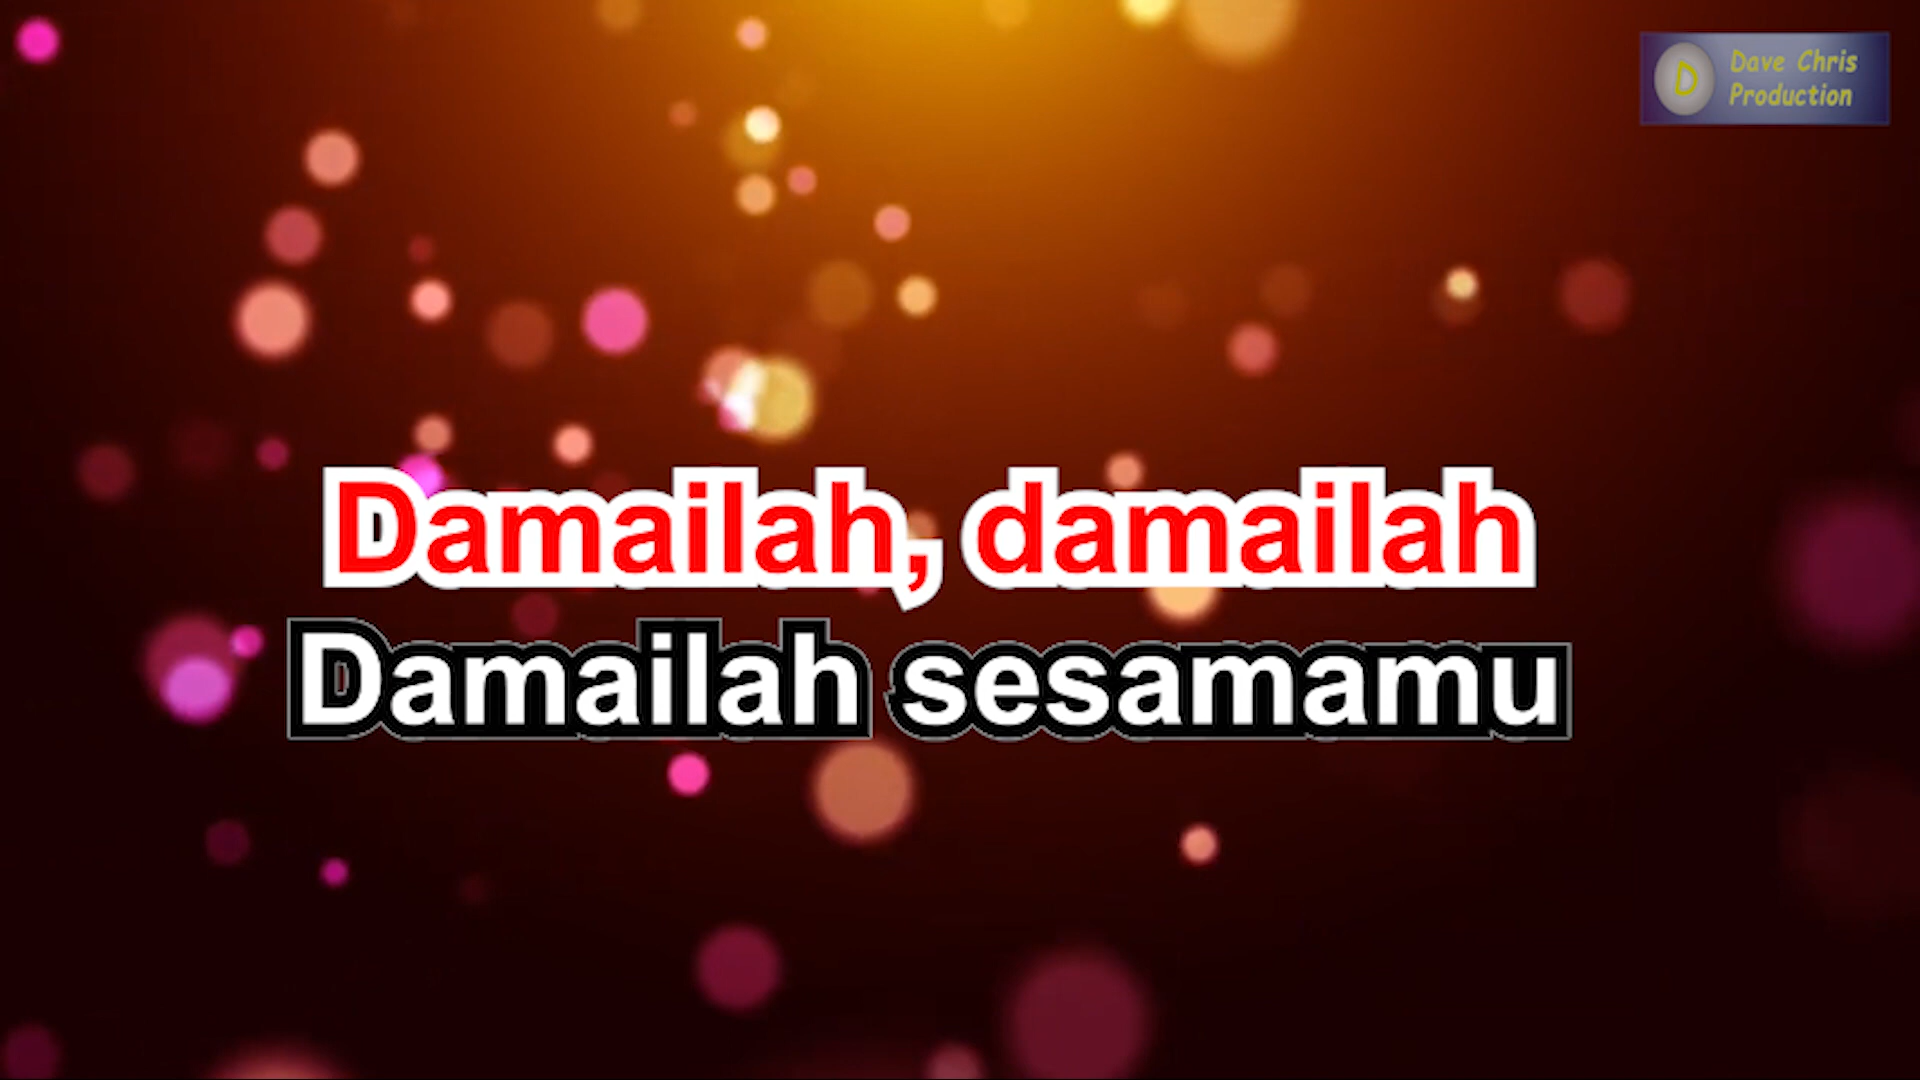 D
Dave Chris
Production
Damailah, damailah
Damailah sesamamu